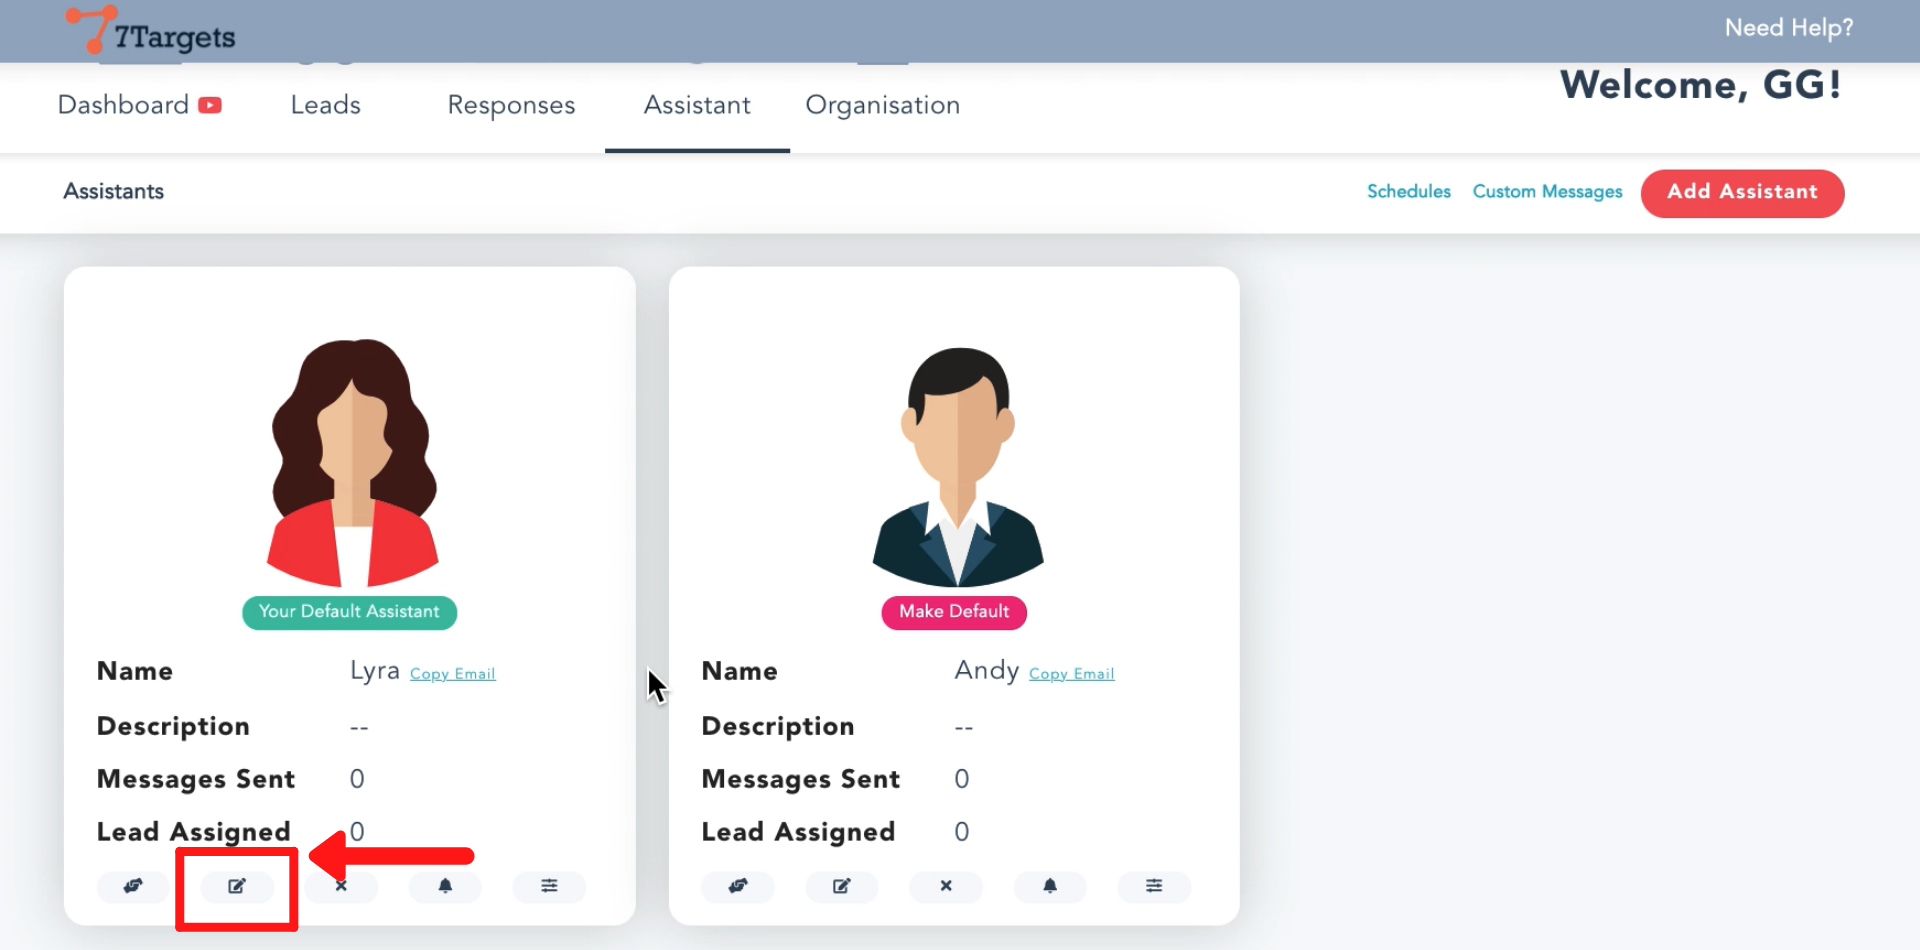 7Targets
Need Help?
Welcome, GG!
Dashboard Leads Responses Assistant Organisation
Assistants
Schedules Custom Messages Add Assistant
Your Default Assistant
Name Lyra Copy Email
Description --
Messages Sent 0
Lead Assigned 0
Make Default
Name Andy Copy Email
Description --
Messages Sent 0
Lead Assigned 0